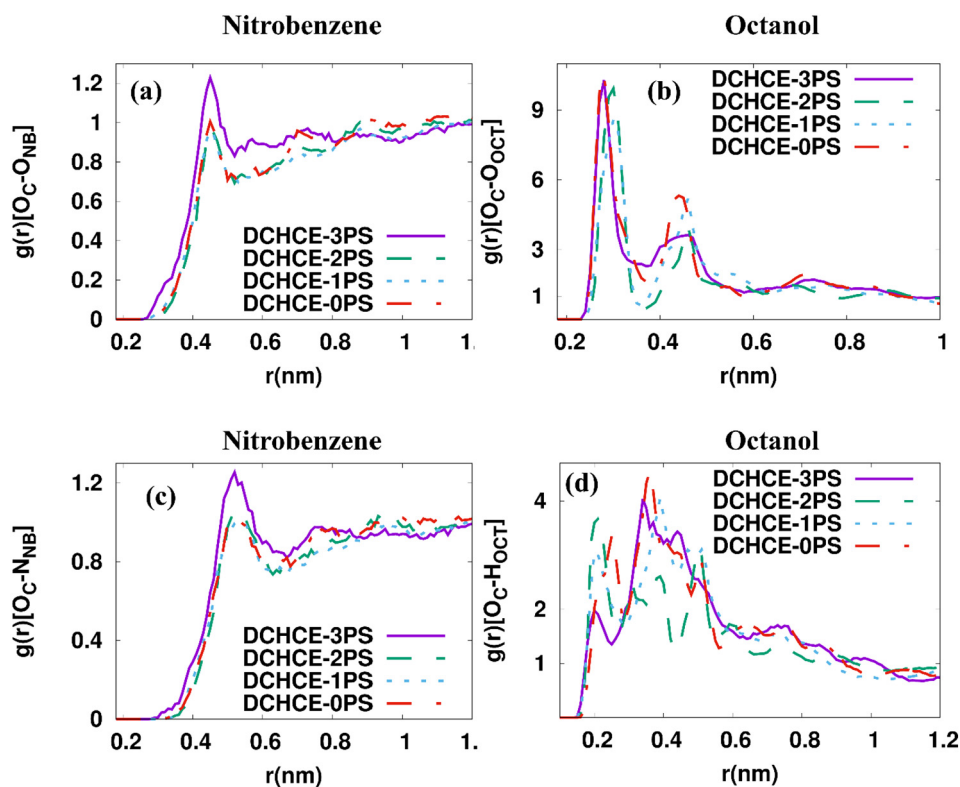 Nitrobenzene
(a)
g(r)[O_C-O_NB]
1.2
1
0.8
0.6
0.4
0.2
0
DCHCE-3PS
DCHCE-2PS
DCHCE-1PS
DCHCE-0PS
0.2 0.4 0.6 0.8 1 1.
r(nm)
Octanol
(b)
g(r)[O_C-O_OCT]
9
6
3
1
DCHCE-3PS
DCHCE-2PS
DCHCE-1PS
DCHCE-0PS
0.2 0.4 0.6 0.8 1
r(nm)
Nitrobenzene
(c)
g(r)[O_C-N_NB]
1.2
0.8
0.4
0
DCHCE-3PS
DCHCE-2PS
DCHCE-1PS
DCHCE-0PS
0.2 0.4 0.6 0.8 1 1.
r(nm)
Octanol
(d)
g(r)[O_C-H_OCT]
4
2
1
DCHCE-3PS
DCHCE-2PS
DCHCE-1PS
DCHCE-0PS
0.2 0.4 0.6 0.8 1 1.2
r(nm)